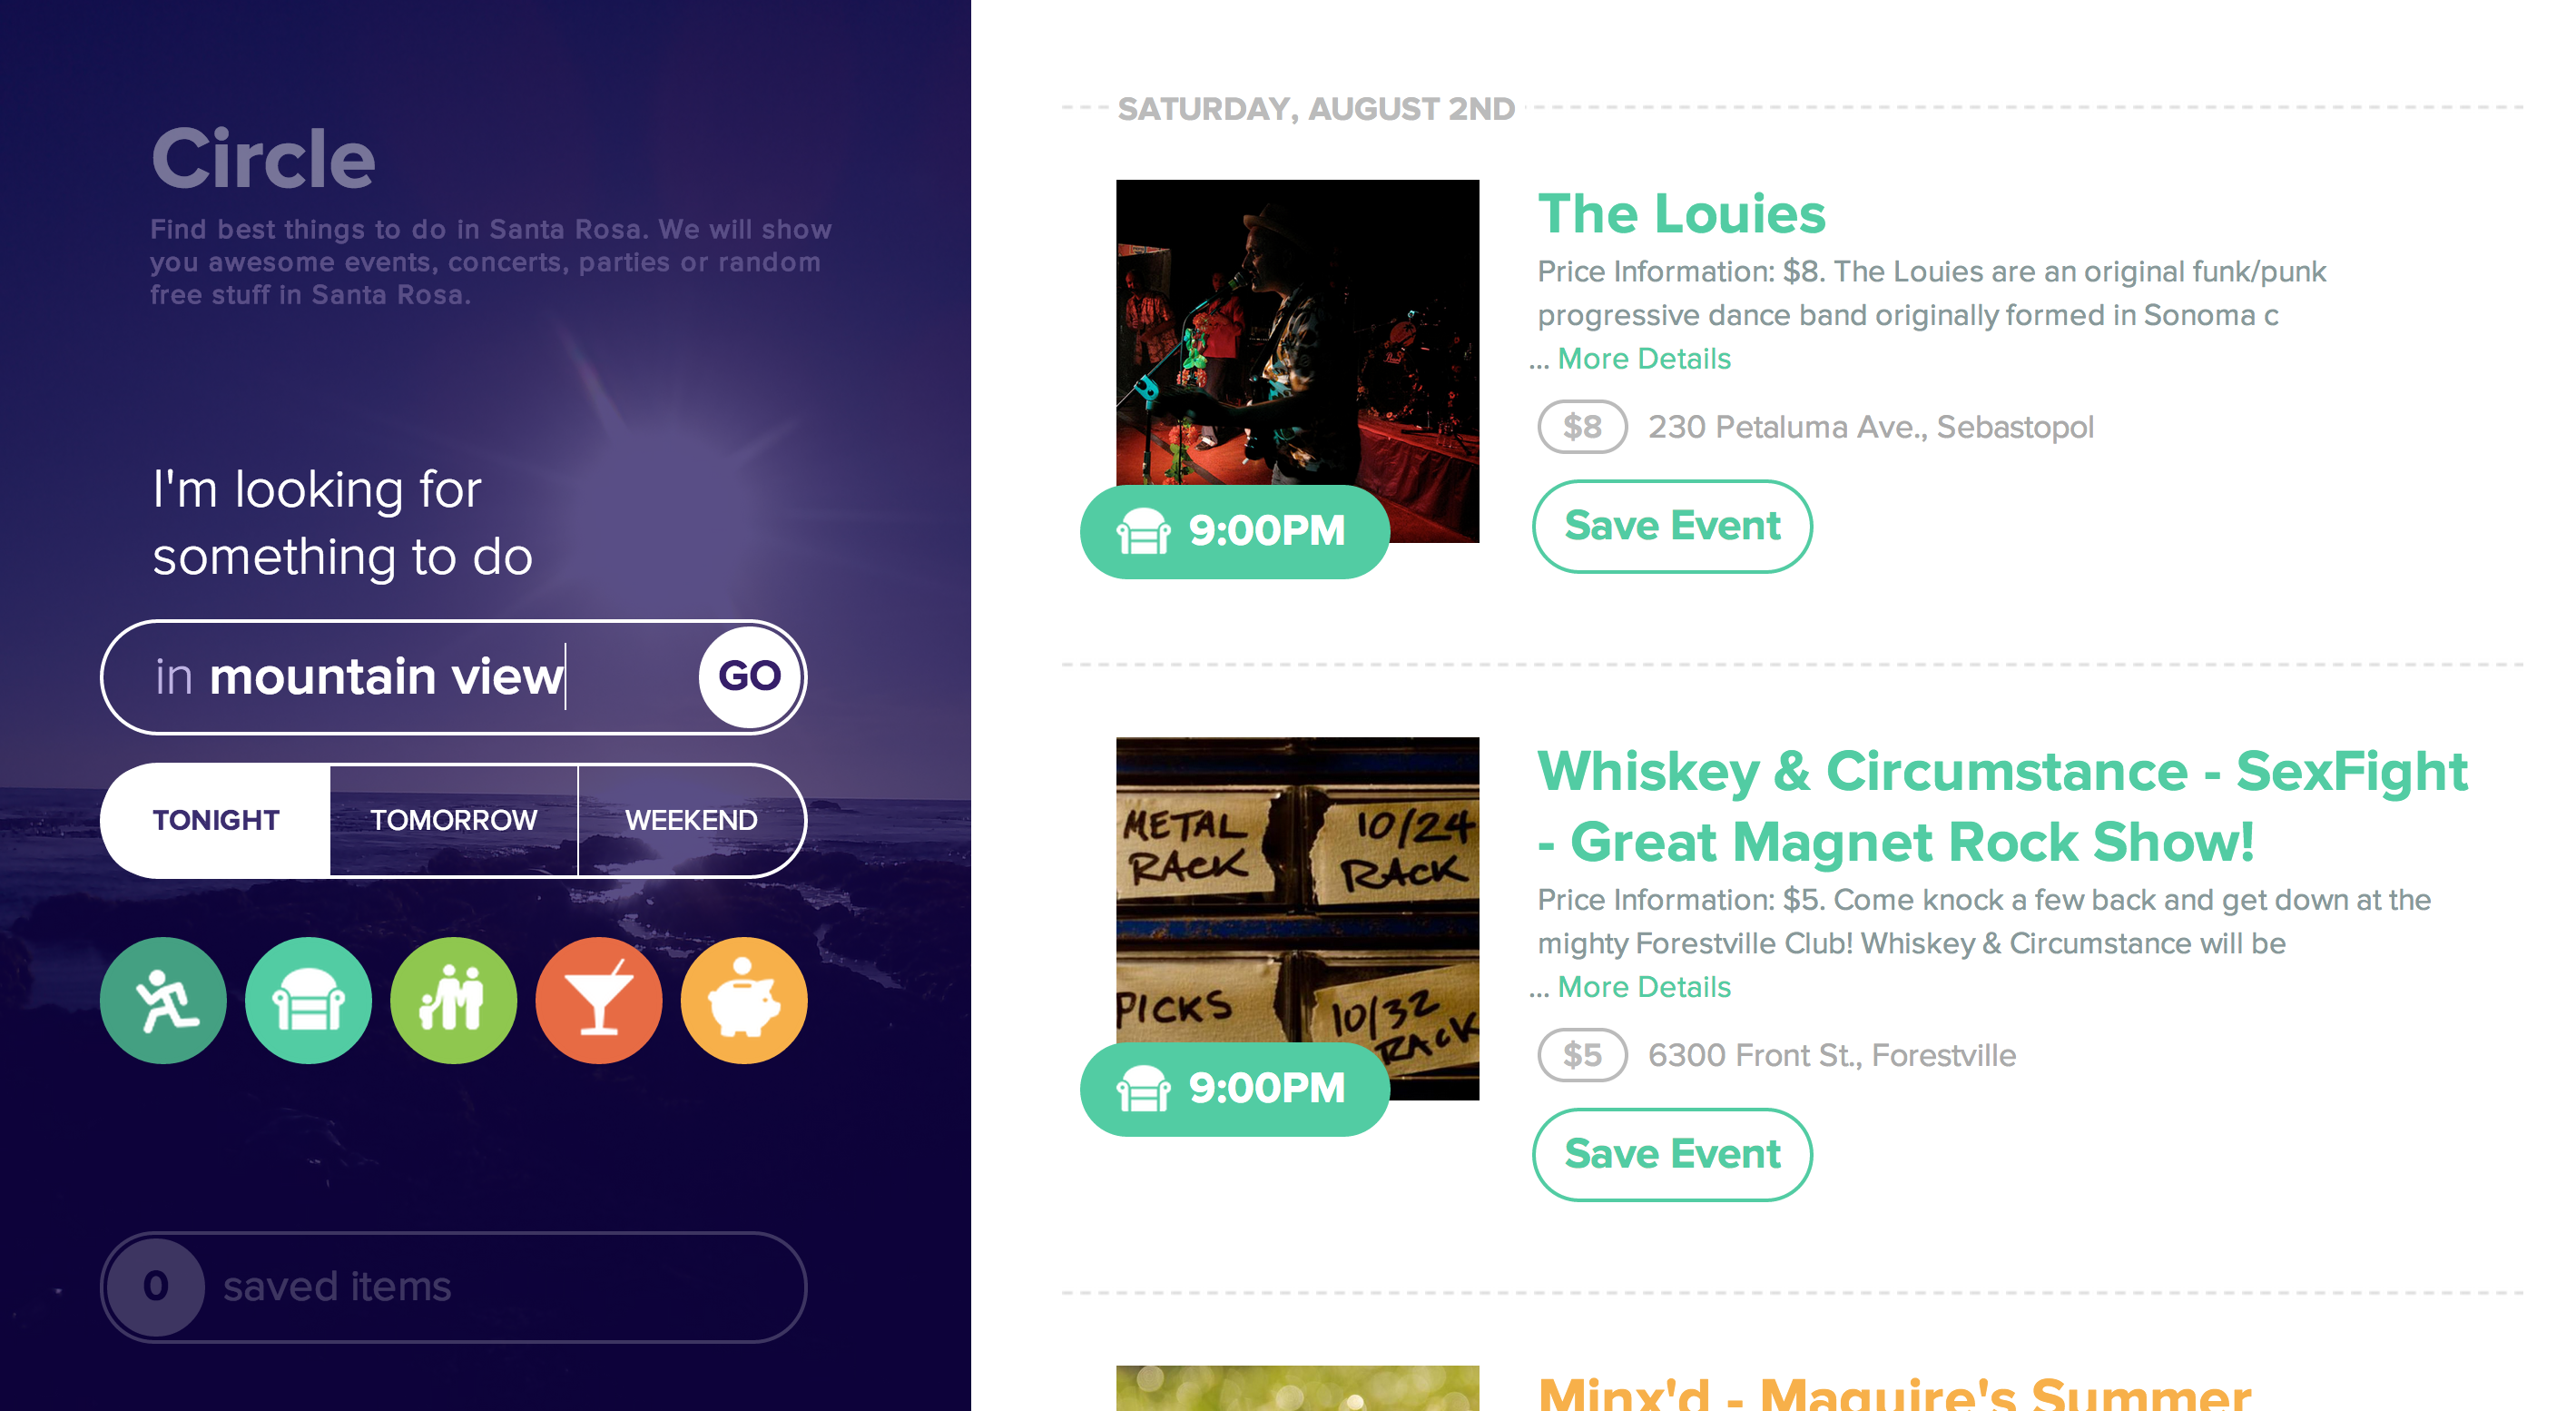 Circle
Find best things to do in Santa Rosa. We will show
you awesome events, concerts, parties or random
free stuff in Santa Rosa.
I'm looking for
something to do
in mountain view
GO
TONIGHT
TOMORROW
WEEKEND
0
saved items
SATURDAY, AUGUST 2ND
The Louies
Price Information: $8. The Louies are an original funk/punk
progressive dance band originally formed in Sonoma c
... More Details
$8
230 Petaluma Ave., Sebastopol
9:00PM
Save Event
METAL
RACK
10/24
RACK
PICKS
10/32
RACK
9:00PM
Whiskey & Circumstance - SexFight
- Great Magnet Rock Show!
Price Information: $5. Come knock a few back and get down at the
mighty Forestville Club! Whiskey & Circumstance will be
... More Details
$5
6300 Front St., Forestville
Save Event
Minx'd - Maguire's Summer